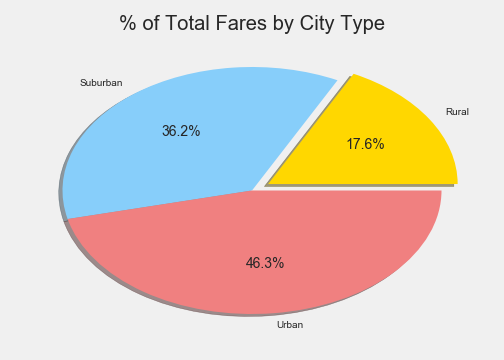 % of Total Fares by City Type
Suburban
Rural
36.2%
17.6%
46.3%
Urban